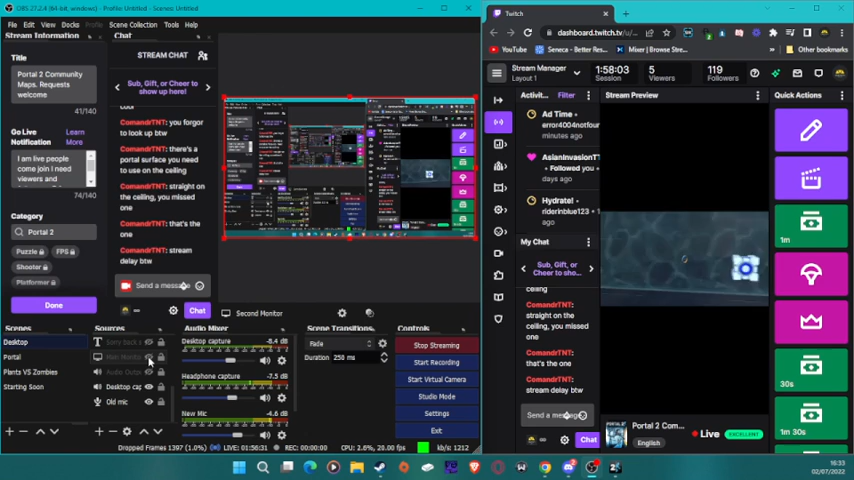 OBS 27.2.4 (64-bit, windows) - Profile: Untitled - Scenes: Untitled
File Edit View Docks Profile Scene Collection Tools Help
Stream Information
Title
Portal 2 Community
Maps. Requests
welcome
41/140
Go Live
Notification
Learn
More
I am live people
come join I need
viewers and
74/140
Category
Portal 2
Puzzle FPS
Shooter
Platformer
Done
Chat
STREAM CHAT
Sub, Gift, or Cheer to
show up here!
ComandrTNT: you forgor
to look up btw
ComandrTNT: there's a
portal surface you need
to use on the ceiling
ComandrTNT: straight on
the ceiling, you missed
one
ComandrTNT: that's the
one
ComandrTNT: stream
delay btw
Send a message
Chat
Second Monitor
Scenes
Desktop
Portal
Plants VS Zombies
Starting Soon
Sources
Sorry back s
Main Monitor
Audio Outpu
Desktop cap
Old mic
Audio Mixer
Desktop capture -8.4 dB
Headphone capture -7.5 dB
New Mic -4.6 dB
Scene Transitions
Fade
Duration 250 ms
Controls
Stop Streaming
Start Recording
Start Virtual Camera
Studio Mode
Settings
Exit
Dropped Frames 1397 (1.0%) LIVE: 01:56:31 REC: 00:00:00 CPU: 2.8%, 20.00 fps kb/s: 1212
Twitch
dashboard.twitch.tv/u/
YouTube Seneca - Better Res... Mixer | Browse Stre... Other bookmarks
Stream Manager
Layout 1
1:58:03
Session
5
Viewers
119
Followers
Activi... Filter
Ad Time •
error4004notfour
minutes ago
AsianInvasionTT
• Followed you •
days ago
Hydrate! •
riderinblue123 •
My Chat
Sub, Gift, or
Cheer to sho...
ComandrTNT:
straight on the
ceiling, you
missed one
ComandrTNT:
that's the one
ComandrTNT:
stream delay btw
Send a message
Chat
Stream Preview
Portal 2 Com...
English
Live
EXCELLENT
Quick Actions
1m
30s
1m 30s
16:33
02/07/2022